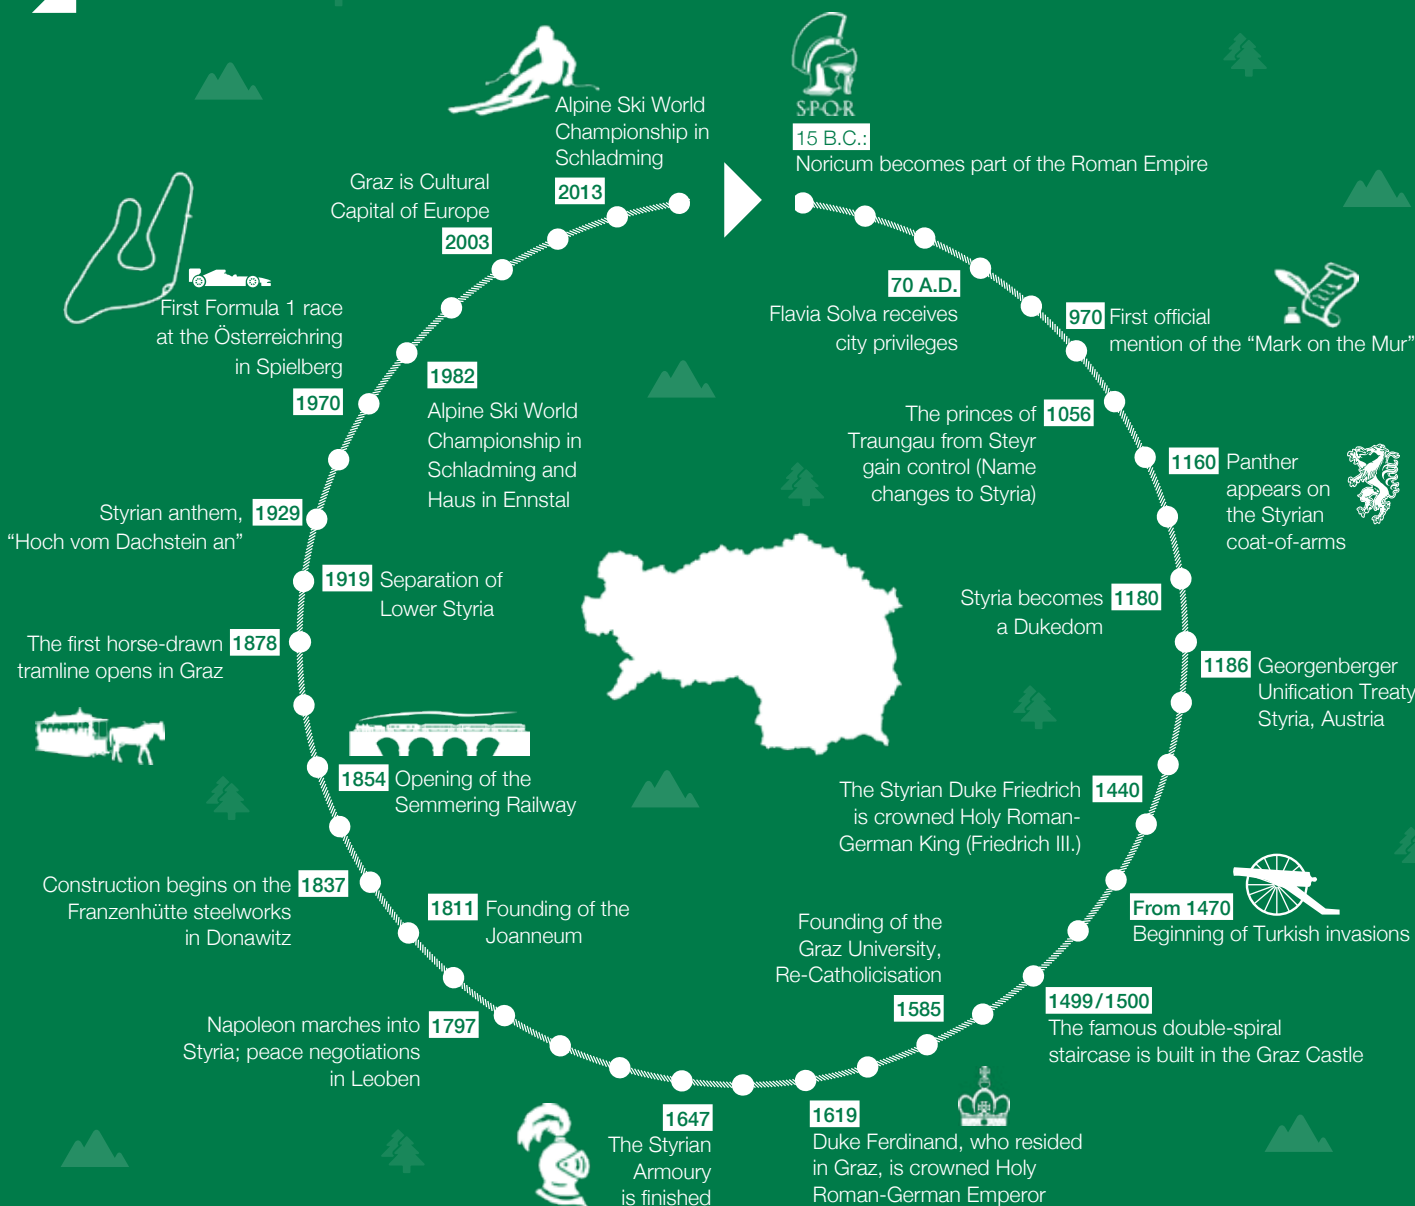 S·P·Q·R
15 B.C.:
Noricum becomes part of the Roman Empire
70 A.D.
Flavia Solva receives
city privileges
970 First official
mention of the “Mark on the Mur”
The princes of 1056
Traungau from Steyr
gain control (Name
changes to Styria)
1160 Panther
appears on
the Styrian
coat-of-arms
Styria becomes 1180
a Dukedom
1186 Georgenberger
Unification Treaty
Styria, Austria
The Styrian Duke Friedrich 1440
is crowned Holy Roman-
German King (Friedrich III.)
From 1470
Beginning of Turkish invasions
1499/1500
The famous double-spiral
staircase is built in the Graz Castle
Founding of the
Graz University,
Re-Catholicisation
1585
1619
Duke Ferdinand, who resided
in Graz, is crowned Holy
Roman-German Emperor
1647
The Styrian
Armoury
is finished
Napoleon marches into 1797
Styria; peace negotiations
in Leoben
1811 Founding of the
Joanneum
Construction begins on the 1837
Franzenhütte steelworks
in Donawitz
1854 Opening of the
Semmering Railway
The first horse-drawn 1878
tramline opens in Graz
1919 Separation of
Lower Styria
Styrian anthem, 1929
“Hoch vom Dachstein an”
First Formula 1 race
at the Österreichring
in Spielberg
1970
1982
Alpine Ski World
Championship in
Schladming and
Haus in Ennstal
Graz is Cultural
Capital of Europe
2003
Alpine Ski World
Championship in
Schladming
2013